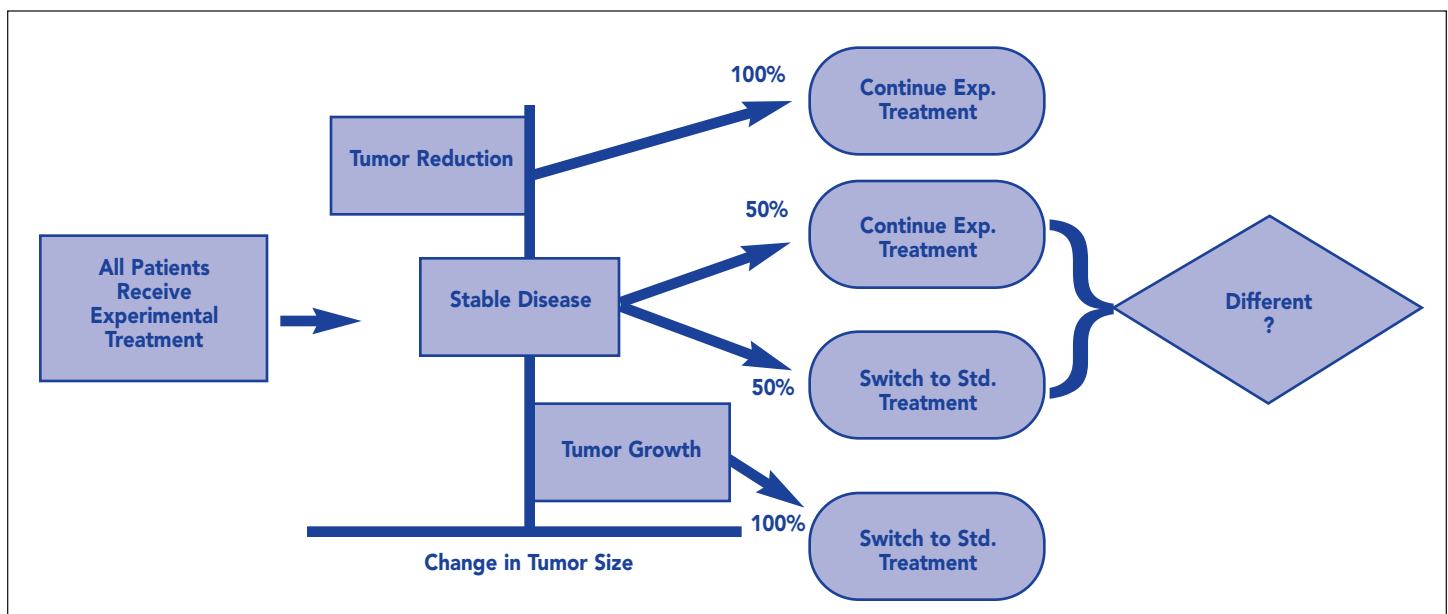 All Patients
Receive
Experimental
Treatment
Tumor Reduction
Stable Disease
Tumor Growth
Change in Tumor Size
100%
Continue Exp.
Treatment
50%
Continue Exp.
Treatment
50%
Switch to Std.
Treatment
100%
Switch to Std.
Treatment
Different
?